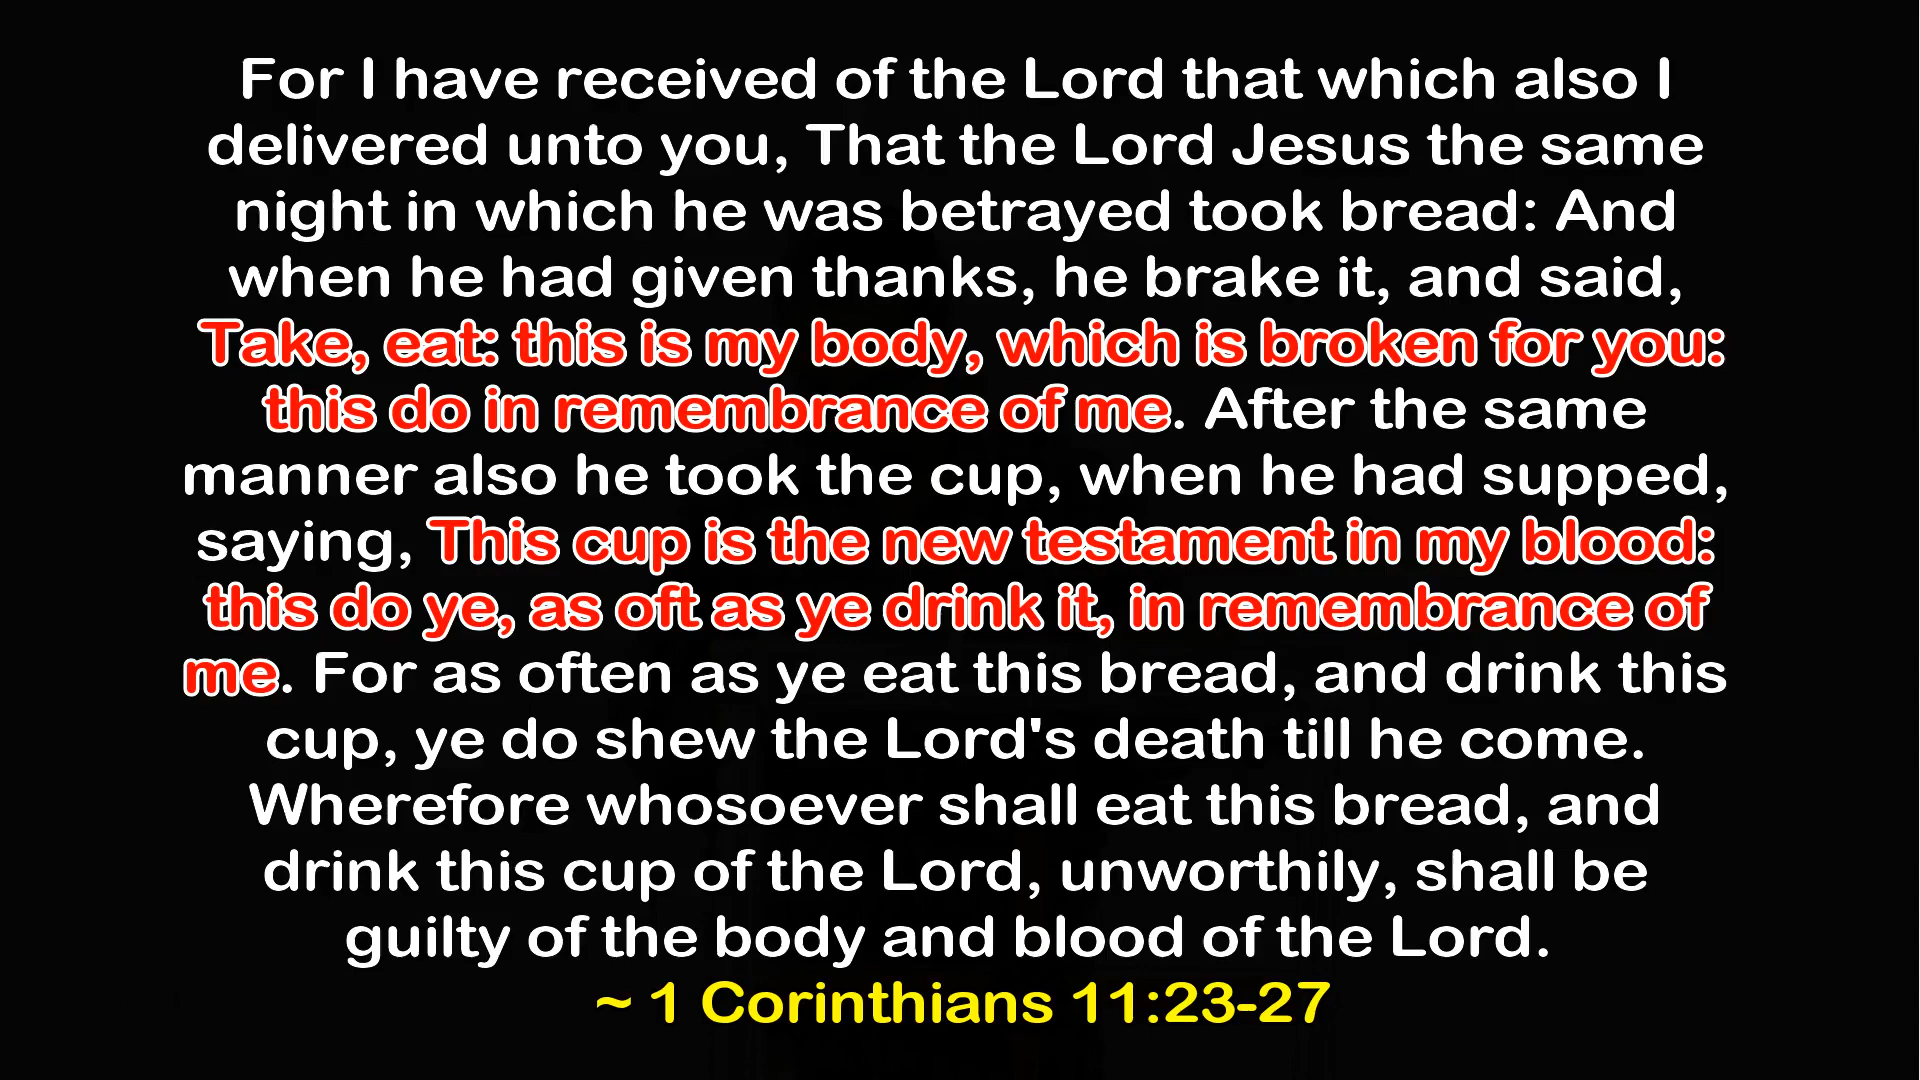 For I have received of the Lord that which also I
delivered unto you, That the Lord Jesus the same
night in which he was betrayed took bread: And
when he had given thanks, he brake it, and said,
Take, eat: this is my body, which is broken for you:
this do in remembrance of me. After the same
manner also he took the cup, when he had supped,
saying, This cup is the new testament in my blood:
this do ye, as oft as ye drink it, in remembrance of
me. For as often as ye eat this bread, and drink this
cup, ye do shew the Lord's death till he come.
Wherefore whosoever shall eat this bread, and
drink this cup of the Lord, unworthily, shall be
guilty of the body and blood of the Lord.
~ 1 Corinthians 11:23-27